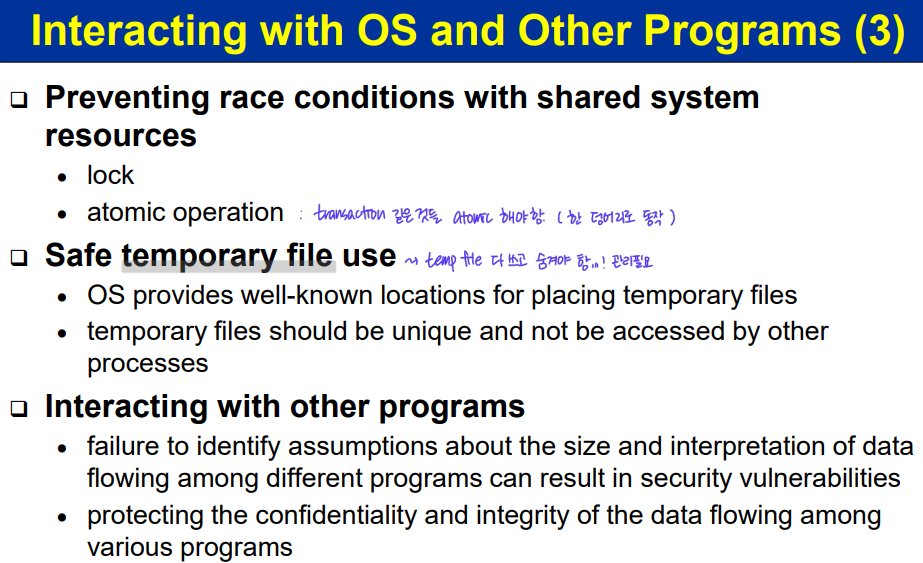 Interacting with OS and Other Programs (3)
❑ Preventing race conditions with shared system
resources
• lock
• atomic operation : transaction 같은것들 atomic 해야함. ( 한 덩어리로 동작 )
❑ Safe temporary file use ~ temp file 다 쓰고 숨겨야 함,,,! 관리필요
• OS provides well-known locations for placing temporary files
• temporary files should be unique and not be accessed by other
processes
❑ Interacting with other programs
• failure to identify assumptions about the size and interpretation of data
flowing among different programs can result in security vulnerabilities
• protecting the confidentiality and integrity of the data flowing among
various programs